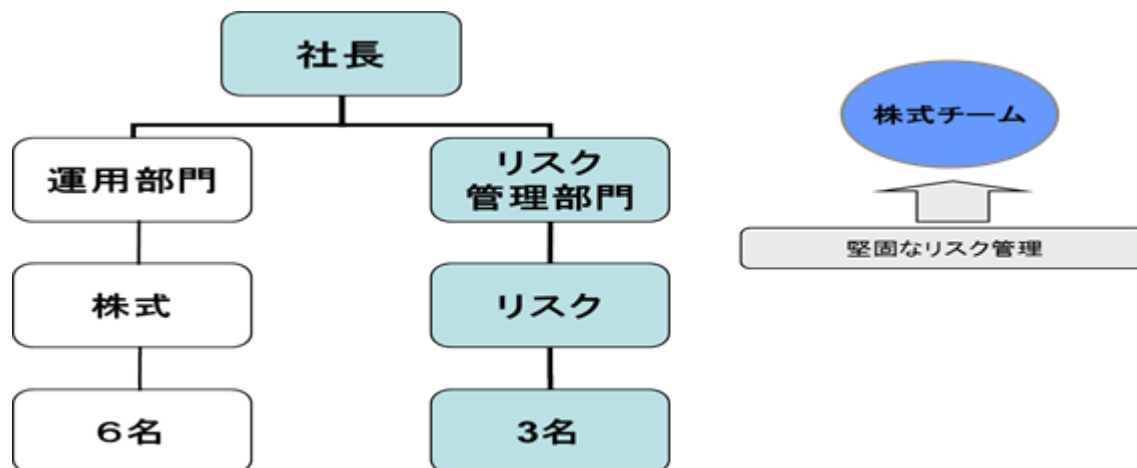 社長
運用部門
リスク
管理部門
株式
リスク
６名
3名
株式チーム
堅固なリスク管理